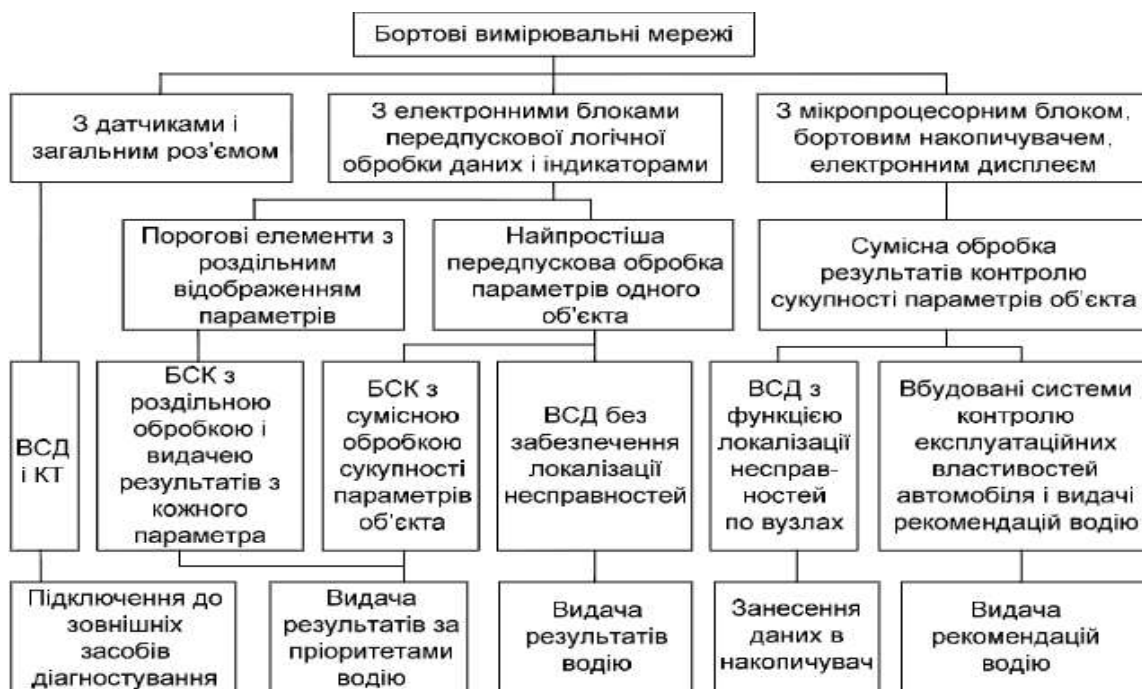 Бортові вимірювальні мережі
З датчиками і
загальним роз’ємом
З електронними блоками
передпускової логічної
обробки даних і індикаторами
З мікропроцесорним блоком,
бортовим накопичувачем,
електронним дисплеєм
Порогові елементи з
роздільним
відображенням
параметрів
Найпростіша
передпускова обробка
параметрів одного
об’єкта
Сумісна обробка
результатів контролю
сукупності параметрів об’єкта
ВСД
і КТ
БСК з
роздільною
обробкою і
видачею
результатів з
кожного
параметра
БСК з
сумісною
обробкою
сукупності
параметрів
об’єкта
ВСД без
забезпечення
локалізації
несправностей
ВСД з
функцією
локалізації
несправ-
ностей
по вузлах
Вбудовані системи
контролю
експлуатаційних
властивостей
автомобіля і видачі
рекомендацій водію
Підключення до
зовнішніх
засобів
діагностування
Видача
результатів за
пріоритетами
водію
Видача
результатів
водію
Занесення
даних в
накопичувач
Видача
рекомендацій
водію